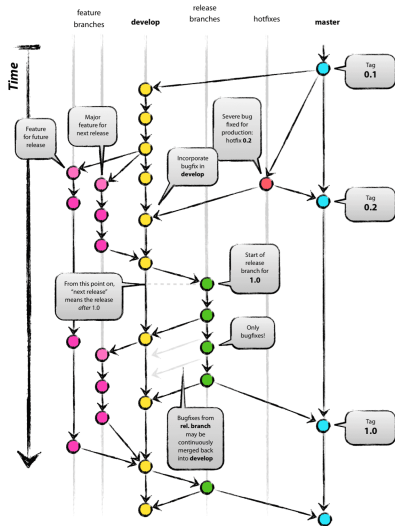 feature
branches
develop
release
branches
hotfixes
master
Time
Tag
0.1
Major
feature for
next release
Feature
for future
release
Severe bug
fixed for
production:
hotfix 0.2
Incorporate
bugfix in
develop
Tag
0.2
Start of
release
branch for
1.0
From this point on,
“next release”
means the release
after 1.0
Only
bugfixes!
Bugfixes from
rel. branch
may be
continuously
merged back
into develop
Tag
1.0